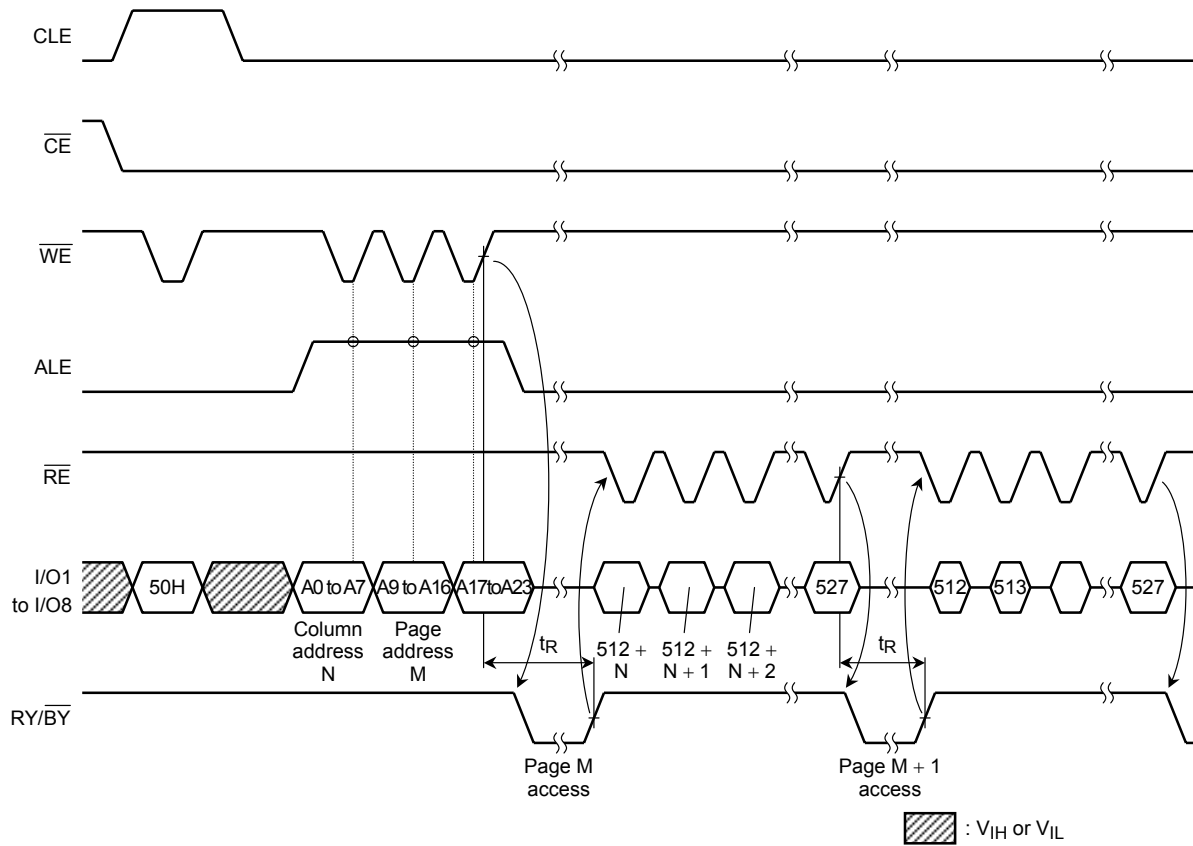 CLE
CE
WE
ALE
RE
I/O1
to I/O8
50H
A0 to A7
A9 to A16
A17 to A23
527
512
513
527
Column
address
N
Page
address
M
tR
512 +
N
512 +
N + 1
512 +
N + 2
tR
RY/BY
Page M
access
Page M + 1
access
: VIH or VIL